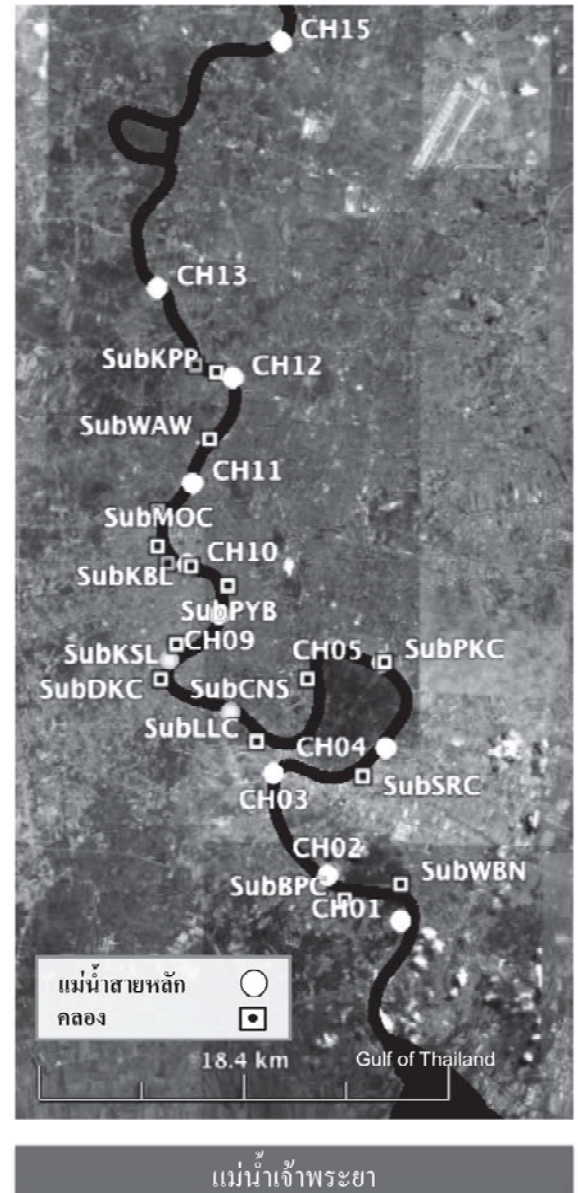 CH15
CH13
SubKPP
CH12
SubWAW
CH11
SubMOC
CH10
SubKBL
SubPYB
CH09
SubKSL
CH05
SubPKC
SubDKC
SubCNS
SubLLC
CH04
SubSRC
CH03
CH02
SubWBN
SubBPC
CH01
แม่น้ำสายหลัก
คลอง
18.4 km
Gulf of Thailand
แม่น้ำเจ้าพระยา